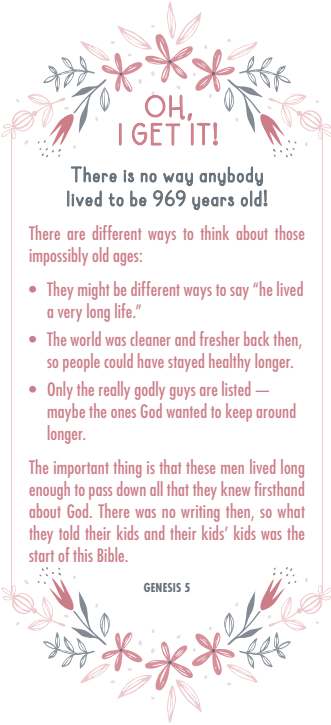 OH,
I GET IT!
There is no way anybody
lived to be 969 years old!
There are different ways to think about those
impossibly old ages:
• They might be different ways to say “he lived
a very long life.”
• The world was cleaner and fresher back then,
so people could have stayed healthy longer.
• Only the really godly guys are listed —
maybe the ones God wanted to keep around
longer.
The important thing is that these men lived long
enough to pass down all that they knew firsthand
about God. There was no writing then, so what
they told their kids and their kids’ kids was the
start of this Bible.
GENESIS 5